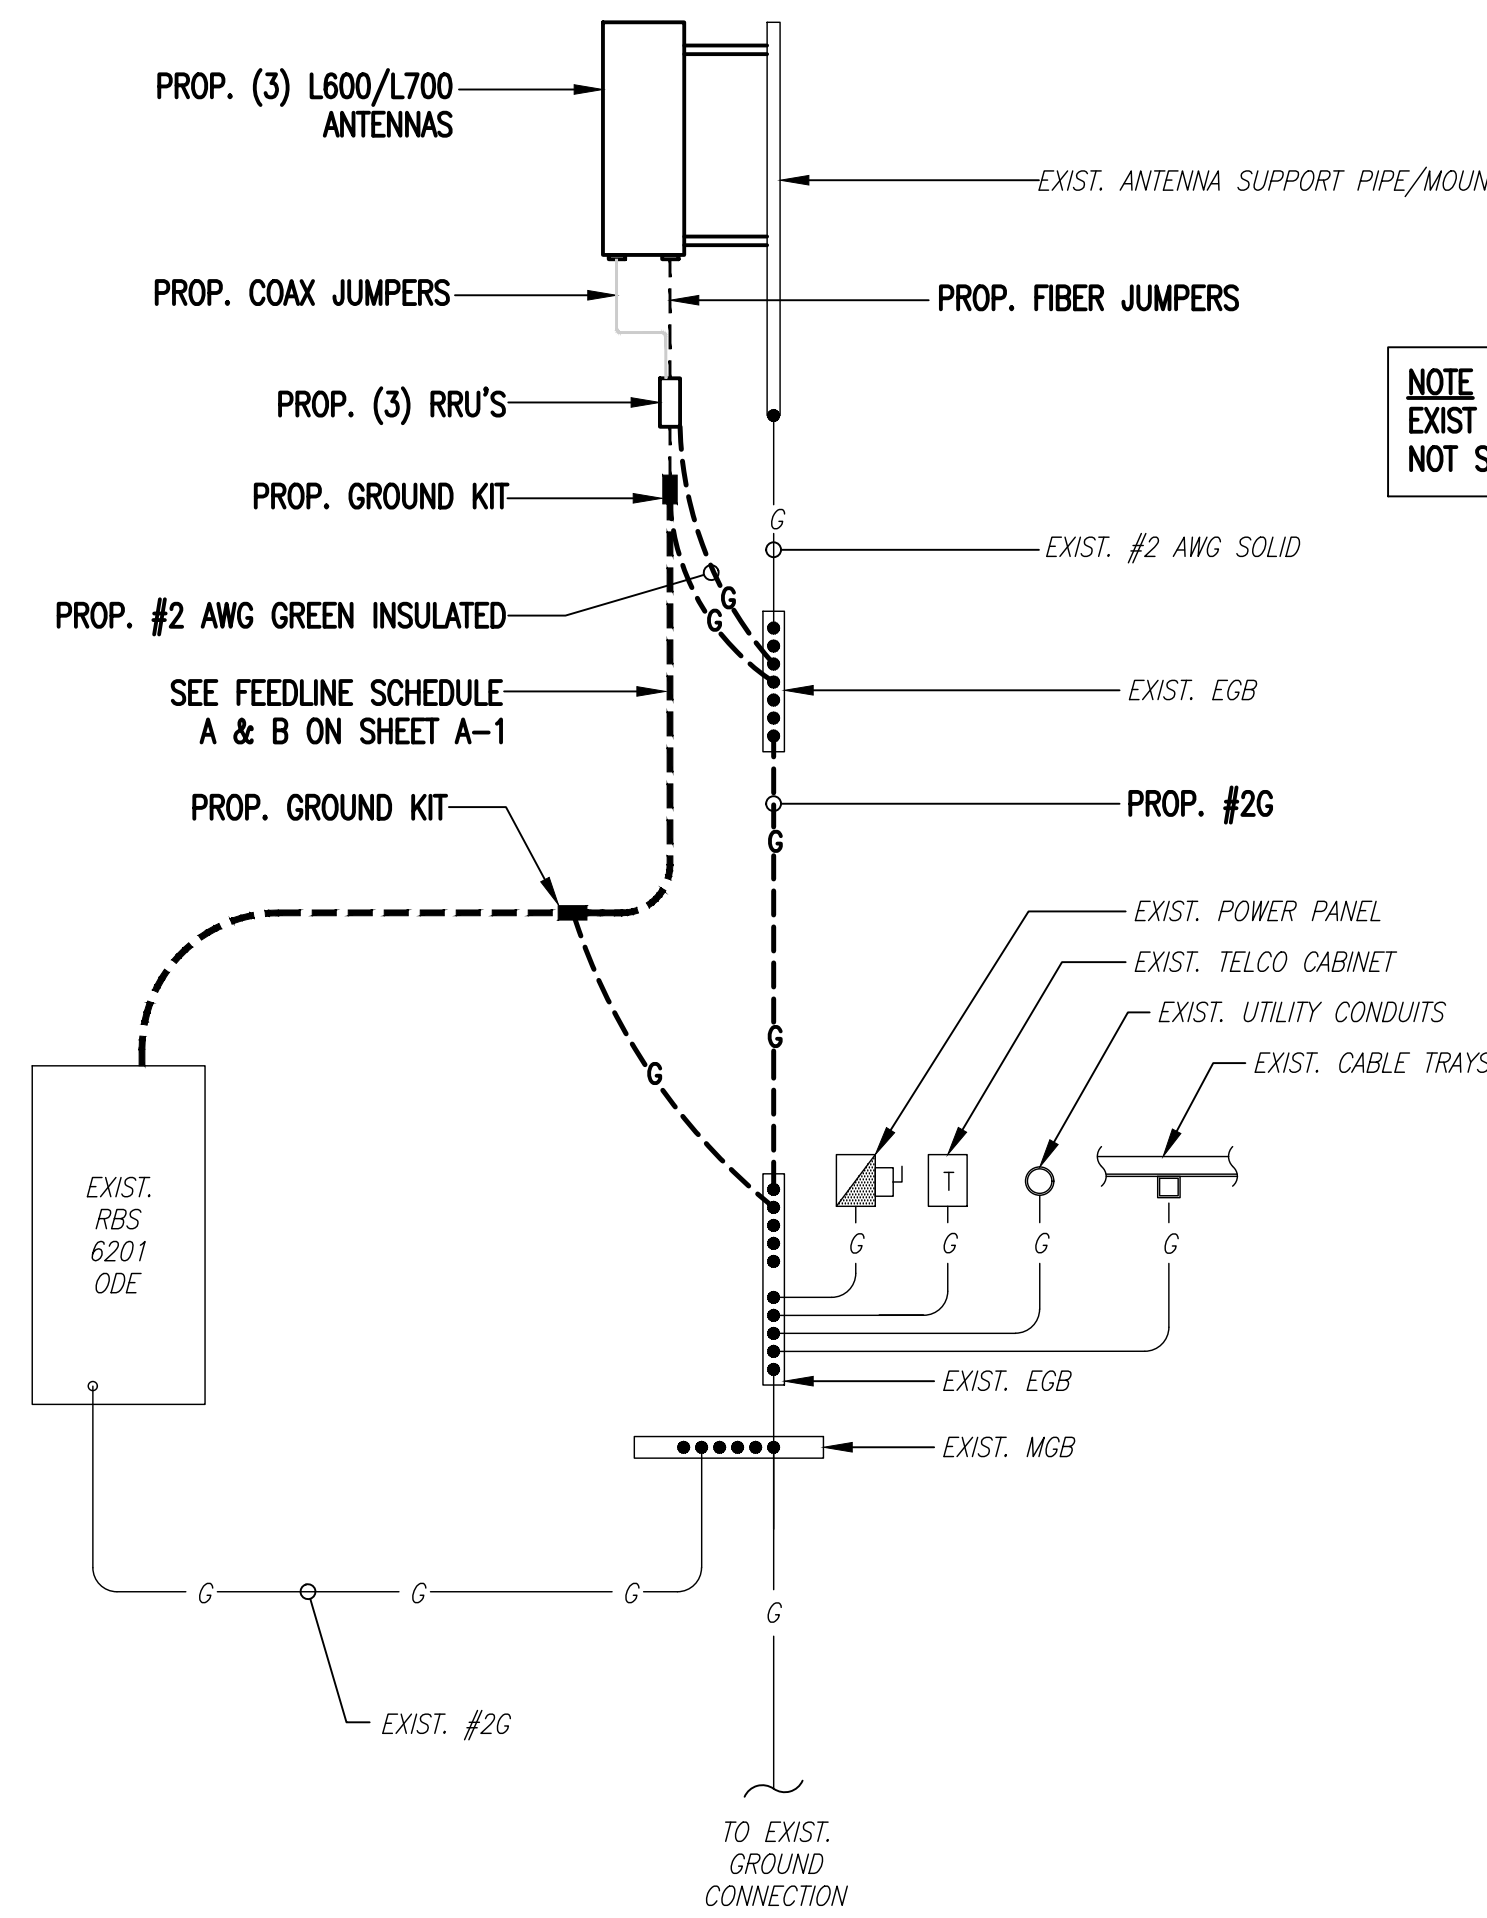 PROP. (3) L600/L700
ANTENNAS
EXIST. ANTENNA SUPPORT PIPE/MOUN
PROP. COAX JUMPERS
PROP. FIBER JUMPERS
NOTE
EXIST
NOT S
PROP. (3) RRU'S
PROP. GROUND KIT
G
EXIST. #2 AWG SOLID
PROP. #2 AWG GREEN INSULATED
G
G
SEE FEEDLINE SCHEDULE
A & B ON SHEET A-1
EXIST. EGB
PROP. GROUND KIT
PROP. #2G
G
EXIST. POWER PANEL
EXIST. TELCO CABINET
EXIST. UTILITY CONDUITS
G
EXIST. CABLE TRAYS
G
T
EXIST.
RBS
6201
ODE
G
G
G
G
EXIST. EGB
EXIST. MGB
G
G
G
G
EXIST. #2G
TO EXIST.
GROUND
CONNECTION